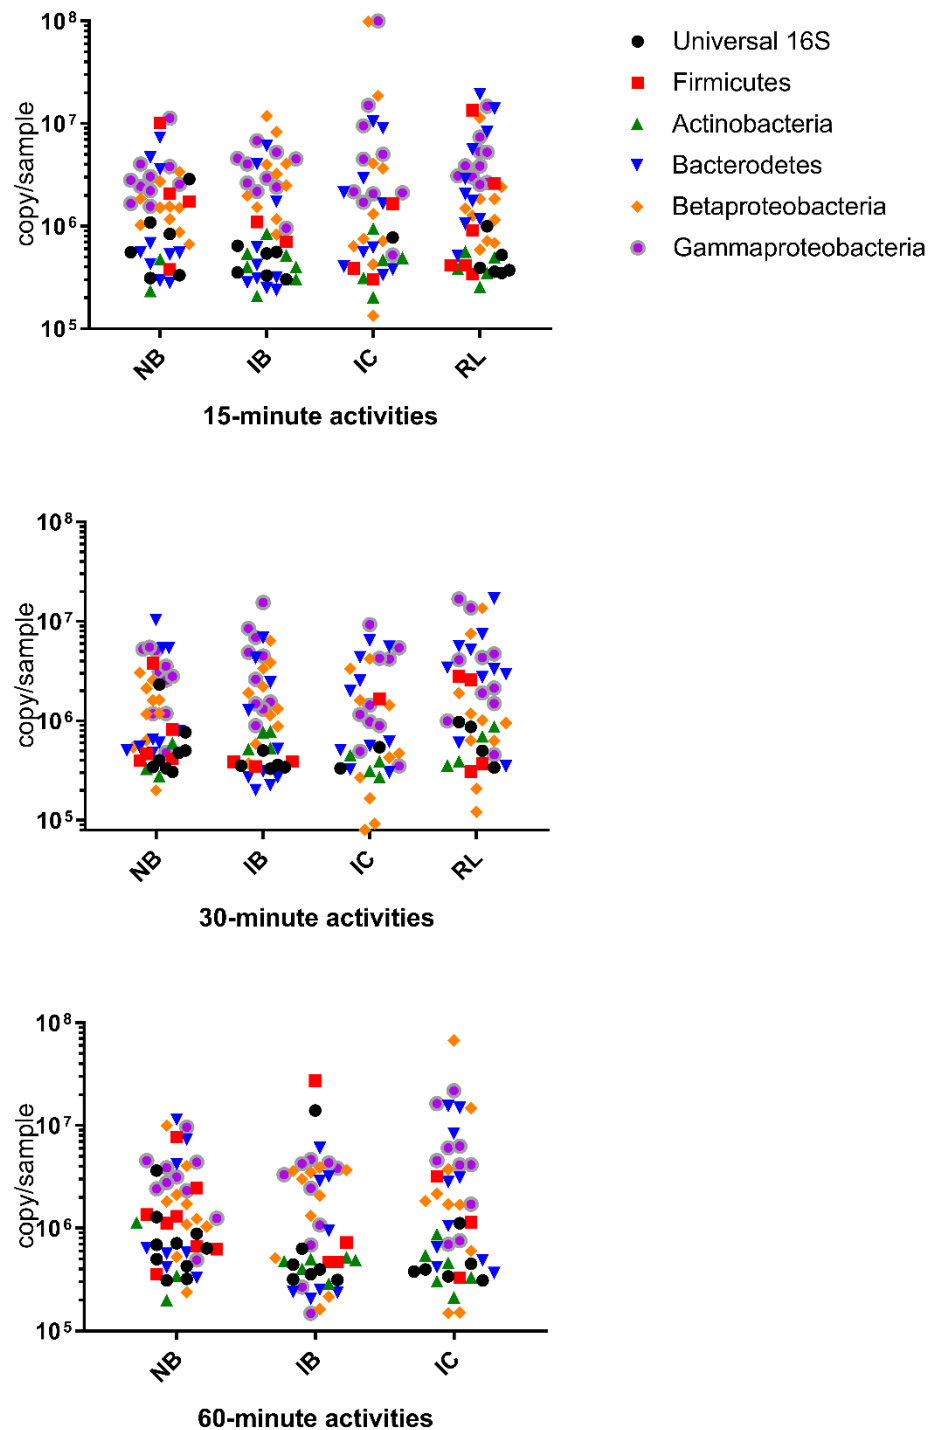 10⁸
10⁷
10⁶
10⁵
copy/sample
NB
IB
IC
RL
15-minute activities
Universal 16S
Firmicutes
Actinobacteria
Bacterodetes
Betaproteobacteria
Gammaproteobacteria
10⁸
10⁷
10⁶
10⁵
copy/sample
NB
IB
IC
RL
30-minute activities
10⁸
10⁷
10⁶
10⁵
copy/sample
NB
IB
IC
60-minute activities